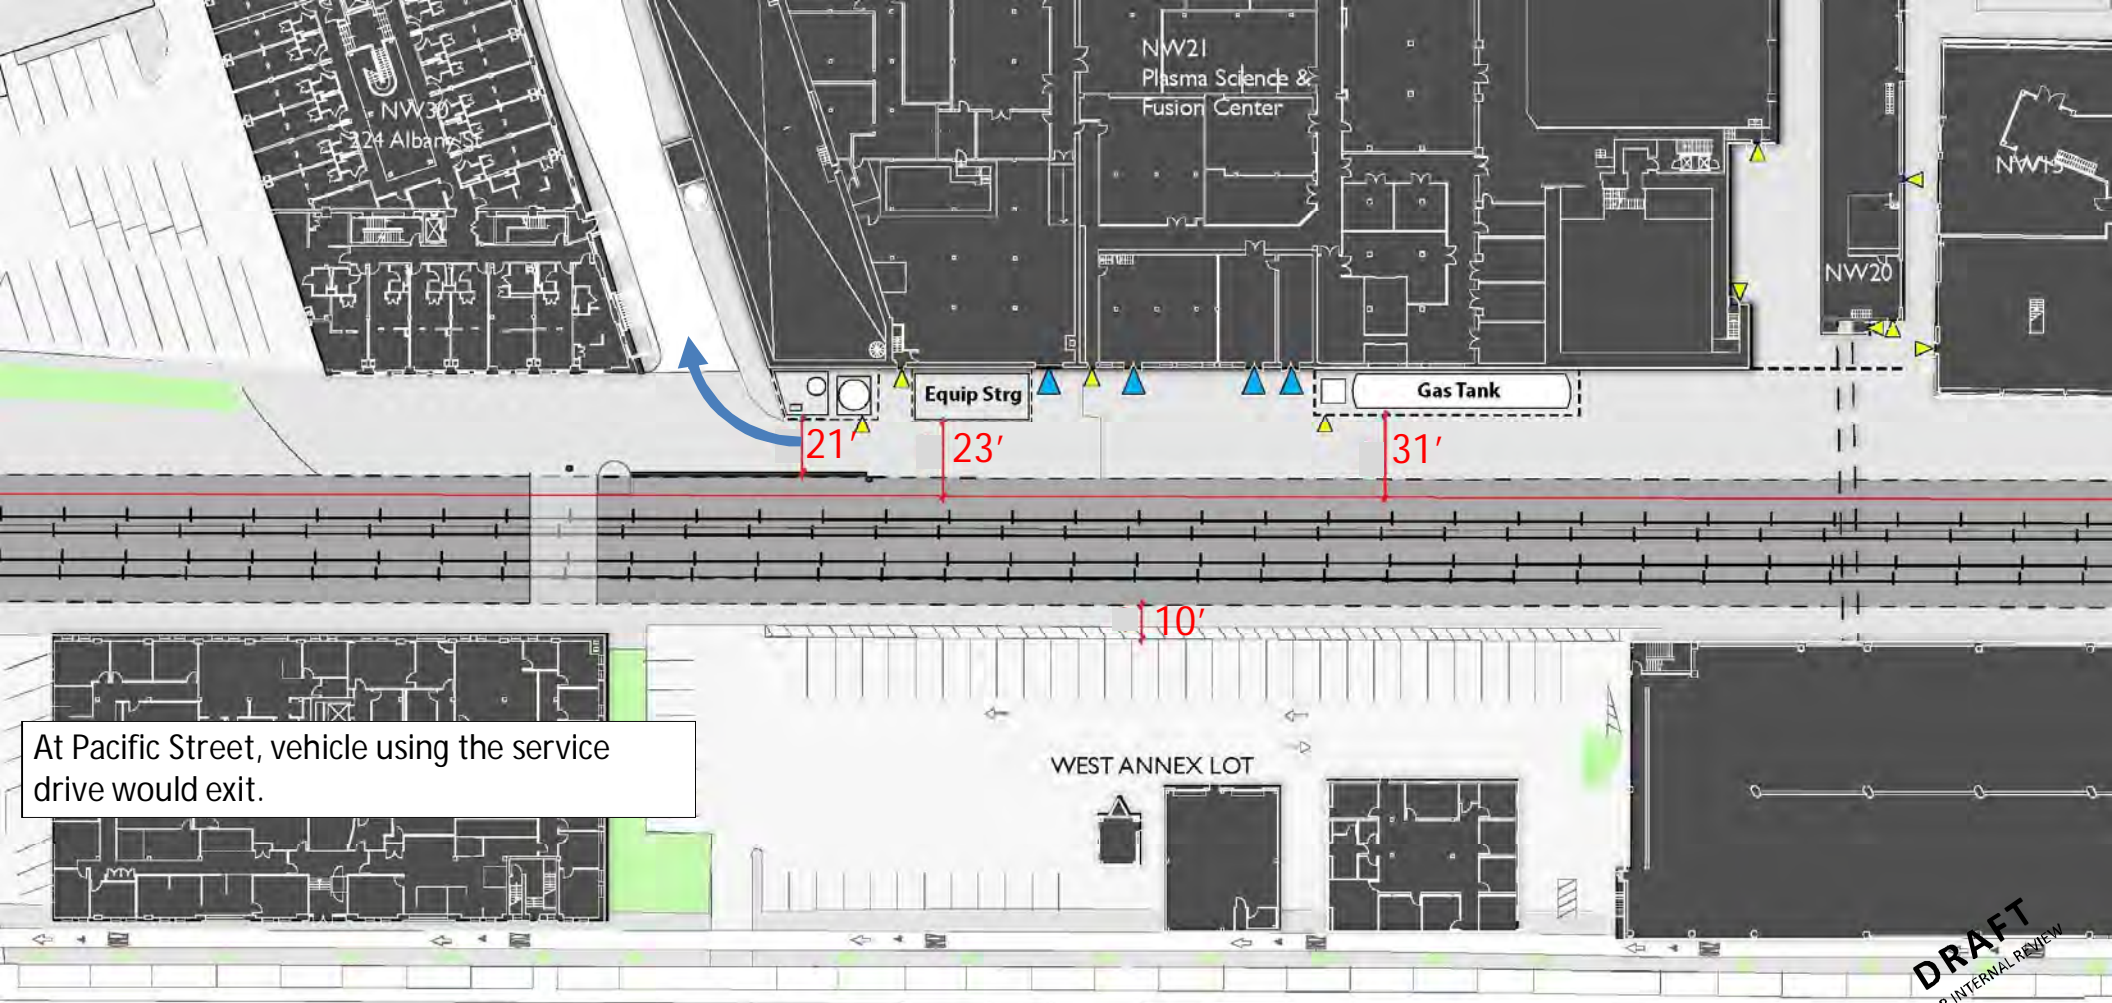 NW21
Plasma Science &
Fusion Center
NW30
224 Albany St
NW15
NW20
Equip Strg
Gas Tank
21'
23'
31'
10'
At Pacific Street, vehicle using the service
drive would exit.
WEST ANNEX LOT
DRAFT
INTERNAL REVIEW